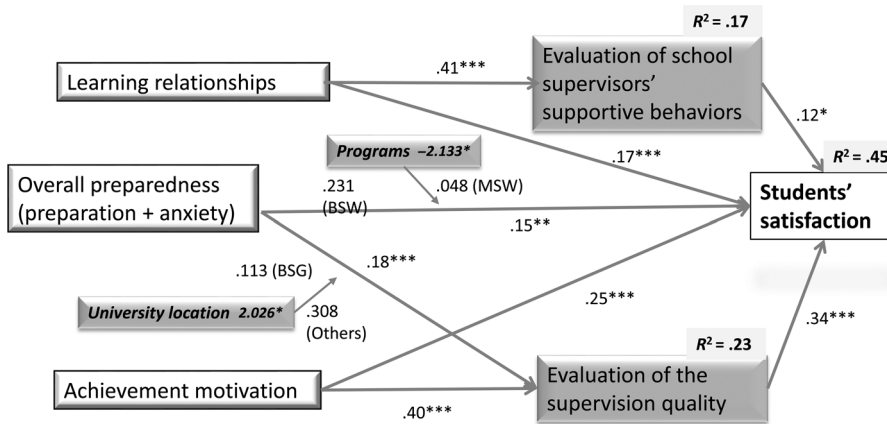 R² = .17
Learning relationships
.41***
Evaluation of school
supervisors’
supportive behaviors
.12*
Programs –2.133*
.17***
R² = .45
Overall preparedness
(preparation + anxiety)
.231
(BSW)
.048 (MSW)
.15**
Students’
satisfaction
.113 (BSG)
.18***
University location 2.026*
.308
(Others)
.25***
.34***
R² = .23
Achievement motivation
.40***
Evaluation of the
supervision quality